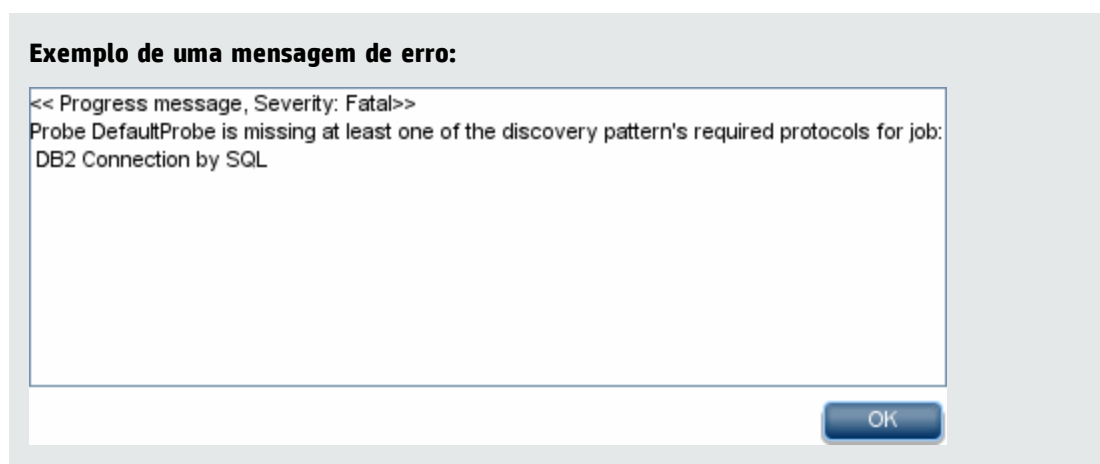 Exemplo de uma mensagem de erro:
<< Progress message, Severity: Fatal>>
Probe DefaultProbe is missing at least one of the discovery pattern's required protocols for job:
DB2 Connection by SQL
OK